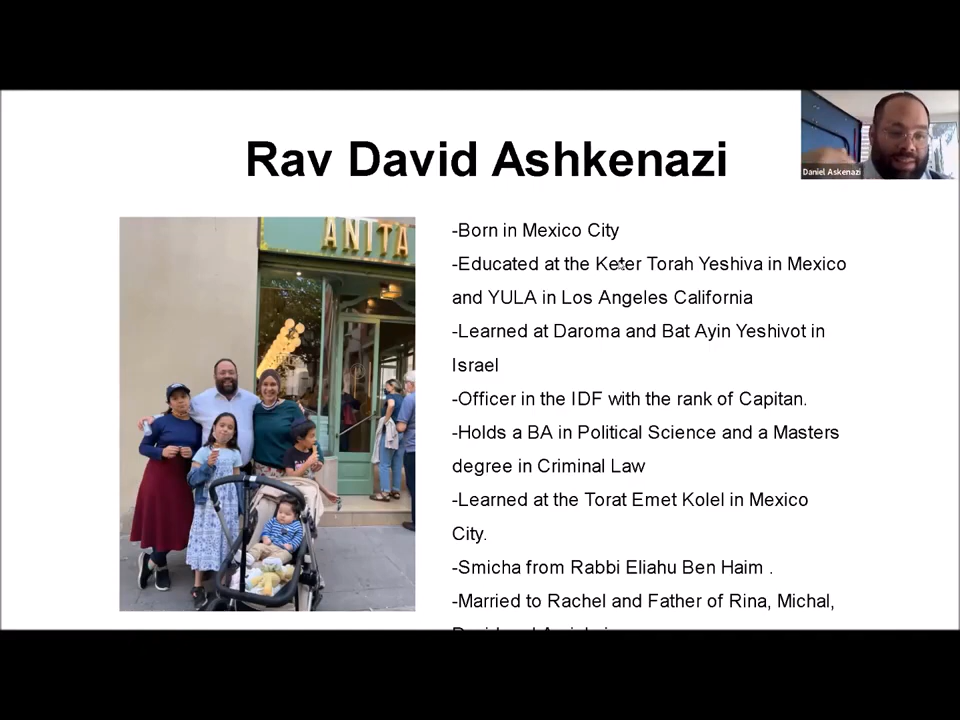 Rav David Ashkenazi
Daniel Askenazi
ANITA
-Born in Mexico City
-Educated at the Keter Torah Yeshiva in Mexico
and YULA in Los Angeles California
-Learned at Daroma and Bat Ayin Yeshivot in
Israel
-Officer in the IDF with the rank of Capitan.
-Holds a BA in Political Science and a Masters
degree in Criminal Law
-Learned at the Torat Emet Kolel in Mexico
City.
-Smicha from Rabbi Eliahu Ben Haim .
-Married to Rachel and Father of Rina, Michal,